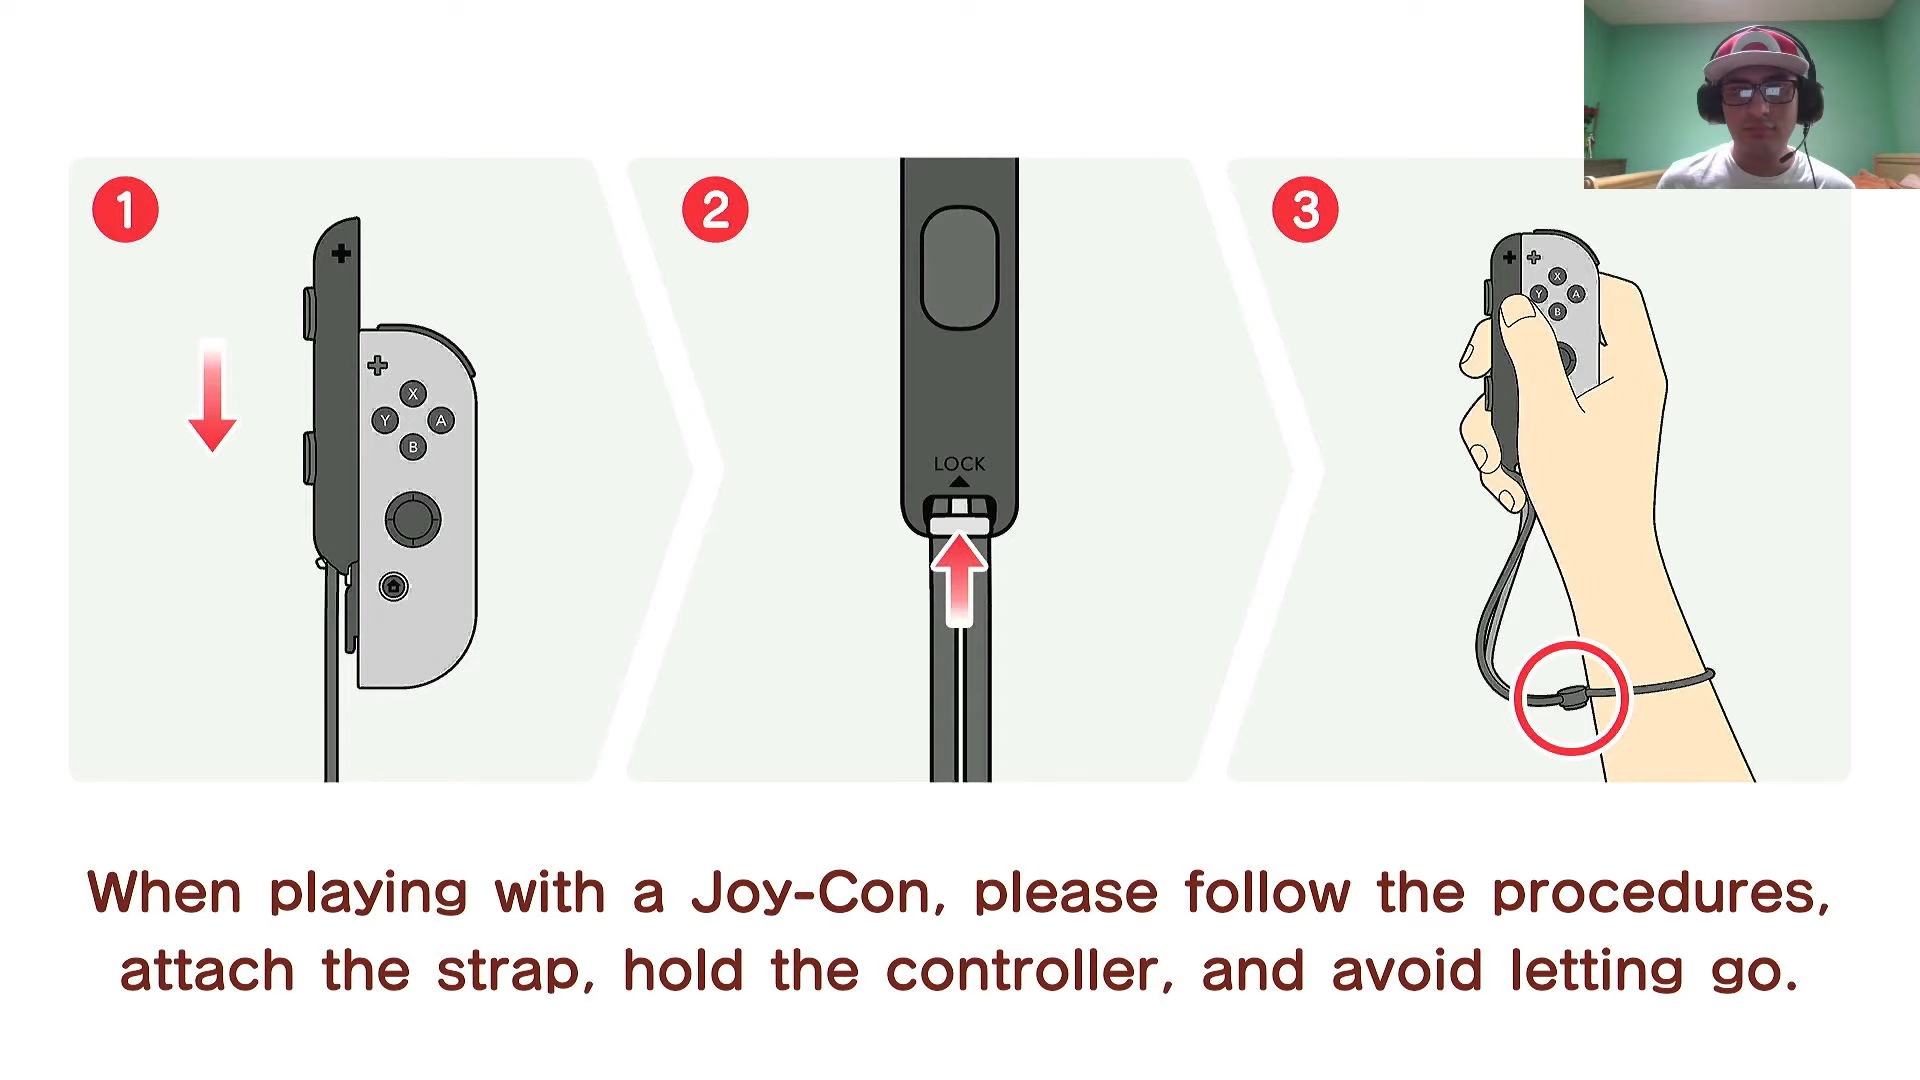 1
2
3
X
Y
A
B
LOCK
X
Y
A
B
When playing with a Joy-Con, please follow the procedures,
attach the strap, hold the controller, and avoid letting go.